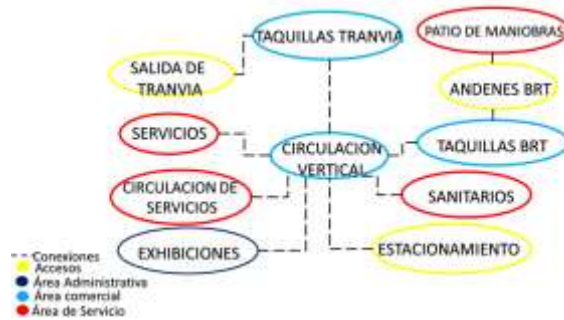 TAQUILLAS TRANVIA
PATIO DE MANIOBRAS
SALIDA DE
TRANVIA
ANDENES BRT
SERVICIOS
CIRCULACION
VERTICAL
TAQUILLAS BRT
CIRCULACION DE
SERVICIOS
SANITARIOS
EXHIBICIONES
ESTACIONAMIENTO
Conexiones
Accesos
Área Administrativa
Área comercial
Área de Servicio